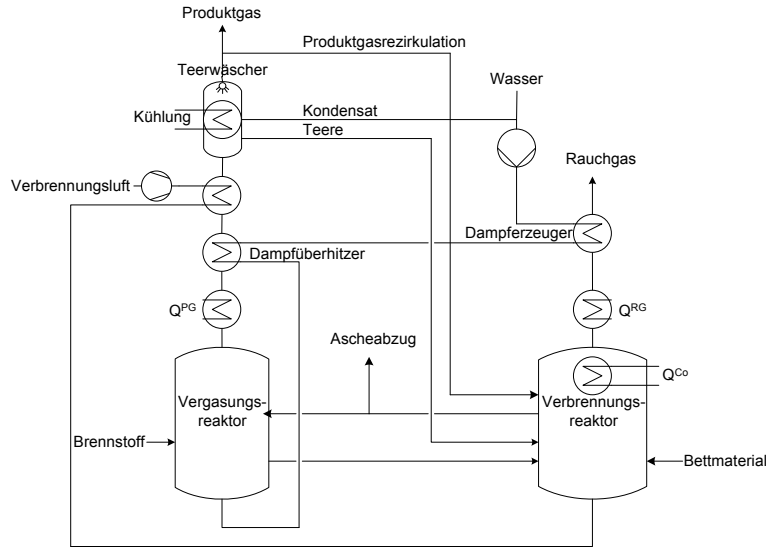 Produktgas
Produktgasrezirkulation
Teerwäscher
Wasser
Kühlung
Kondensat
Teere
Rauchgas
Verbrennungsluft
Dampferzeuger
Dampfüberhitzer
Q^PG
Q^RG
Ascheabzug
Q^Co
Vergasungs-
reaktor
Verbrennungs-
reaktor
Brennstoff
Bettmaterial